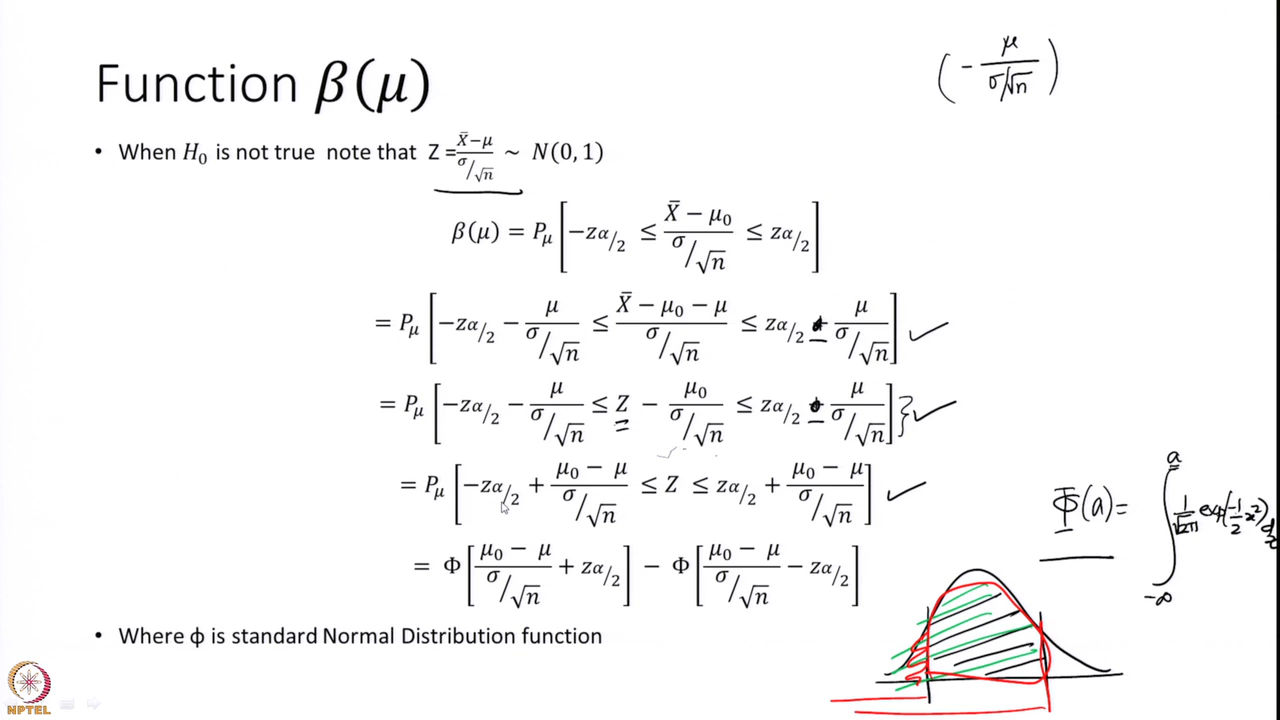 Function β(μ)
(− μ / σ/√n)
• When H₀ is not true note that Z = (X̄−μ)/(σ/√n) ~ N(0, 1)
β(μ) = P_μ [−zα/2 ≤ (X̄ − μ₀)/(σ/√n) ≤ zα/2]
= P_μ [−zα/2 − μ/(σ/√n) ≤ (X̄ − μ₀ − μ)/(σ/√n) ≤ zα/2 − μ/(σ/√n)]
= P_μ [−zα/2 − μ/(σ/√n) ≤ Z − μ₀/(σ/√n) ≤ zα/2 − μ/(σ/√n)]}
= P_μ [−zα/2 + (μ₀ − μ)/(σ/√n) ≤ Z ≤ zα/2 + (μ₀ − μ)/(σ/√n)]
Φ(a) = ∫_{-∞}^{a} 1/√2π exp(−1/2 x²) dx
= Φ [(μ₀ − μ)/(σ/√n) + zα/2] − Φ [(μ₀ − μ)/(σ/√n) − zα/2]
• Where ϕ is standard Normal Distribution function
NPTEL